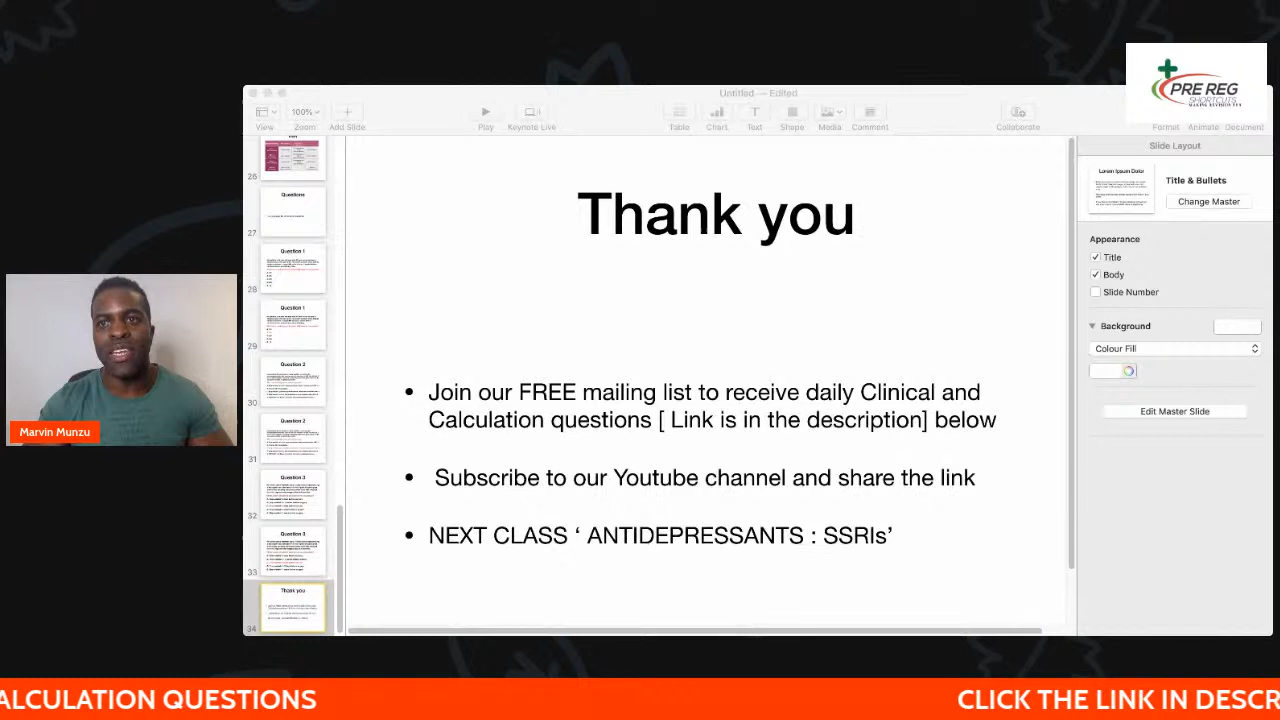 Untitled — Edited
100%
View
Zoom
Add Slide
Play
Keynote Live
Table
Chart
Text
Shape
Media
Comment
Collaborate
Format
Animate
Document
PRE REG
SHORTCUTS
Slide Layout
Lorem Ipsum Dolor
Title & Bullets
Change Master
Appearance
Title
Body
Slide Number
Background
Colour Fill
Edit Master Slide
26
Questions
27
Question 1
28
Question 1
29
Question 2
30
Question 2
31
Question 3
32
Question 3
33
Thank you
34
Thank you
• Join our FREE mailing list to receive daily Clinical and
Calculation questions [ Link is in the description] below
• Subscribe to our Youtube channel and share the link
• NEXT CLASS ‘ ANTIDEPRESSANTS : SSRIs’
Marvin Munzu
ALCULATION QUESTIONS
CLICK THE LINK IN DESCR